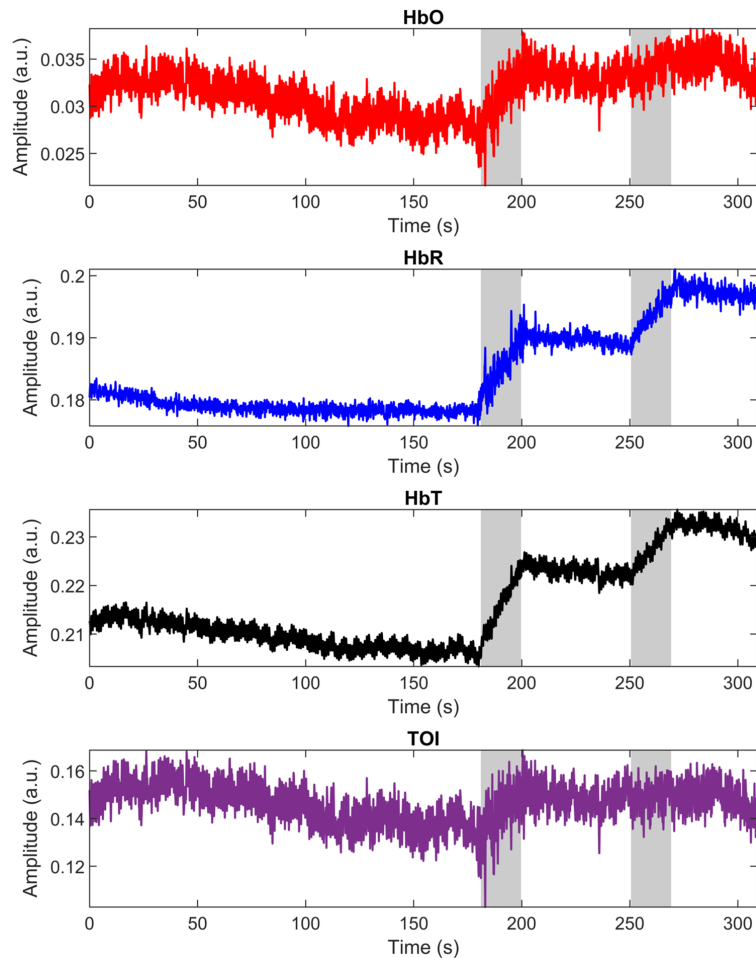 HbO
Amplitude (a.u.)
0.035
0.03
0.025
0 50 100 150 200 250 300
Time (s)
HbR
Amplitude (a.u.)
0.2
0.19
0.18
0 50 100 150 200 250 300
Time (s)
HbT
Amplitude (a.u.)
0.23
0.22
0.21
0 50 100 150 200 250 300
Time (s)
TOI
Amplitude (a.u.)
0.16
0.14
0.12
0 50 100 150 200 250 300
Time (s)